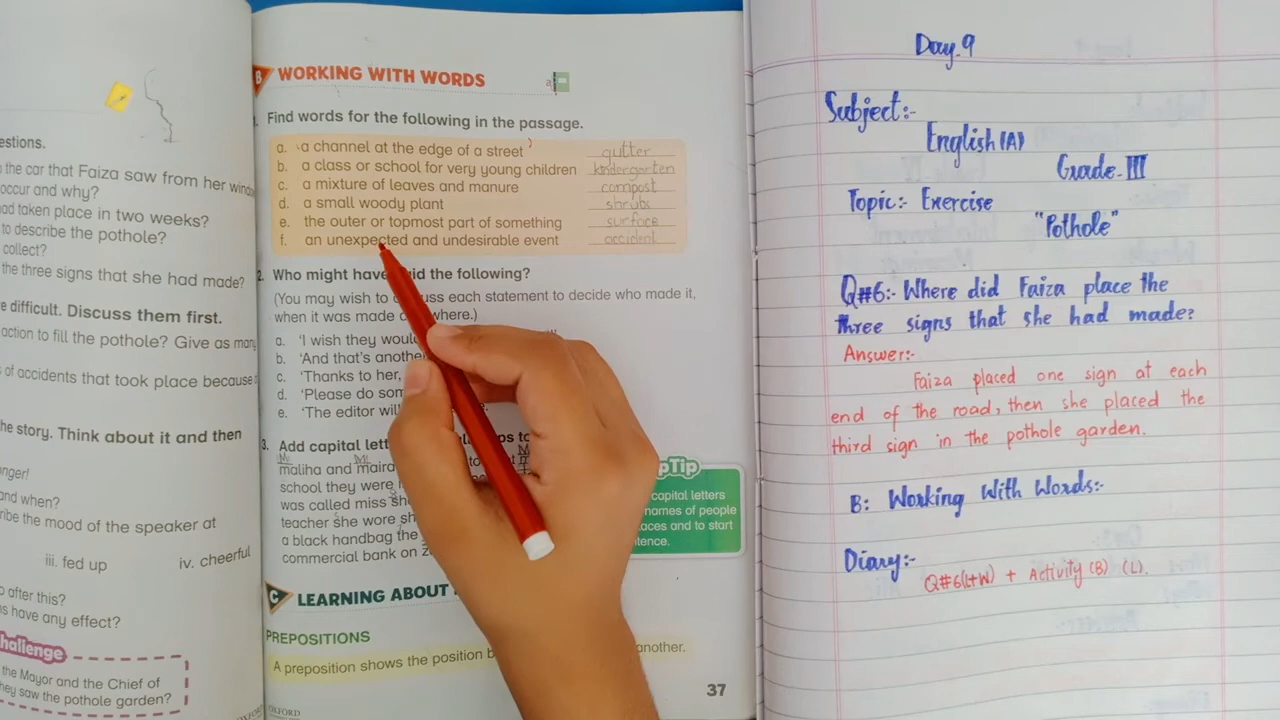 estions.
the car that Faiza saw from her wind
occur and why?
had taken place in two weeks?
to describe the pothole?
collect?
the three signs that she had made?
e difficult. Discuss them first.
action to fill the pothole? Give as many
of accidents that took place because
he story. Think about it and then
nger!
and when?
ribe the mood of the speaker at
iii. fed up
iv. cheerful
after this?
s have any effect?
hallenge
the Mayor and the Chief of
hey saw the pothole garden?
OXFORD
B WORKING WITH WORDS
1. Find words for the following in the passage.
a. a channel at the edge of a street gutter
b. a class or school for very young children kindergarten
c. a mixture of leaves and manure compost
d. a small woody plant shrubs
e. the outer or topmost part of something surface
f. an unexpected and undesirable event accident
2. Who might have aid the following?
(You may wish to uss each statement to decide who made it,
when it was made where.)
a. 'I wish they woul
b. 'And that's anothe
c. 'Thanks to her,
d. 'Please do som
e. 'The editor will
3. Add capital lett
maliha and maira
school they were
was called miss sh
teacher she wore sh
a black handbag the
commercial bank on
pTip
capital letters
names of people
aces and to start
tence.
C LEARNING ABOUT
PREPOSITIONS
A preposition shows the position b another.
37
OXFORD
Day.9
Subject:-
English (A)
Grade-III
Topic:- Exercise
"Pothole"
Q#6:- Where did Faiza place the
three signs that she had made?
Answer:-
Faiza placed one sign at each
end of the road, then she placed the
third sign in the pothole garden.
B: Working With Words:-
Diary:-
Q#6(L+W) + Activity (B) (L).